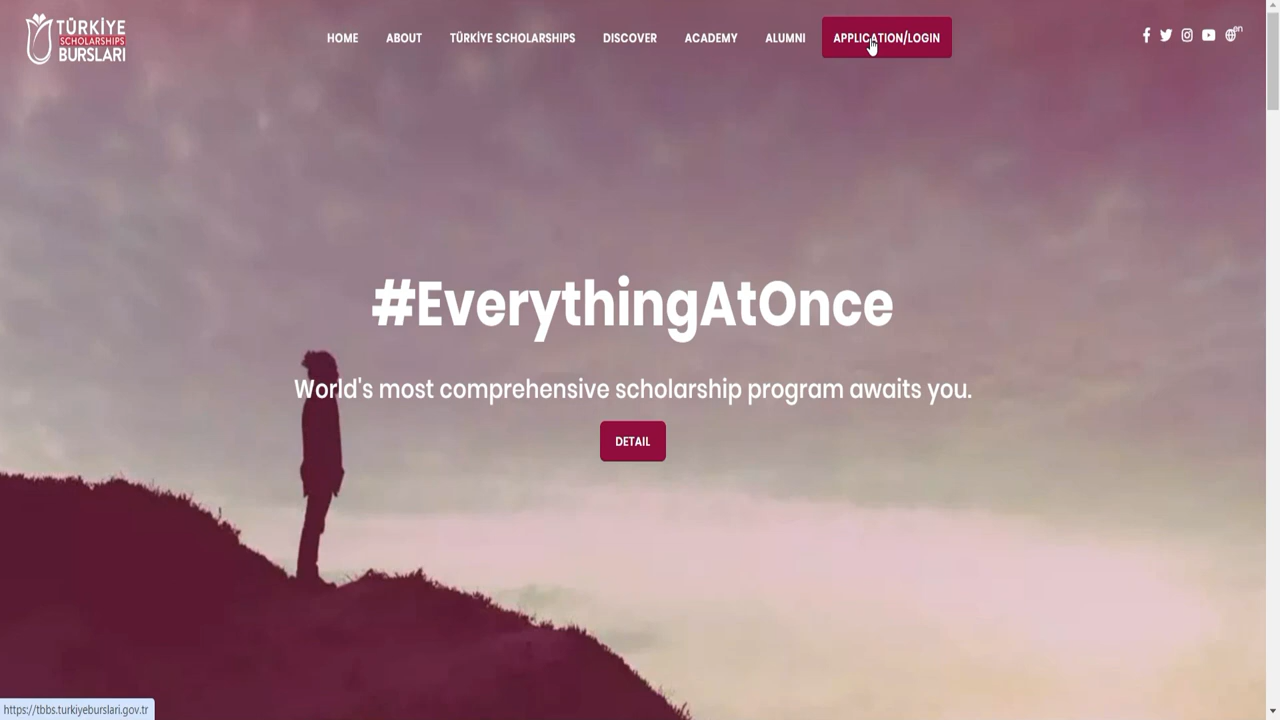 TÜRKİYE
SCHOLARSHIPS
BURSLARI
HOME
ABOUT
TÜRKİYE SCHOLARSHIPS
DISCOVER
ACADEMY
ALUMNI
APPLICATION/LOGIN
en
#EverythingAtOnce
World's most comprehensive scholarship program awaits you.
DETAIL
https://tbbs.turkiyeburslari.gov.tr